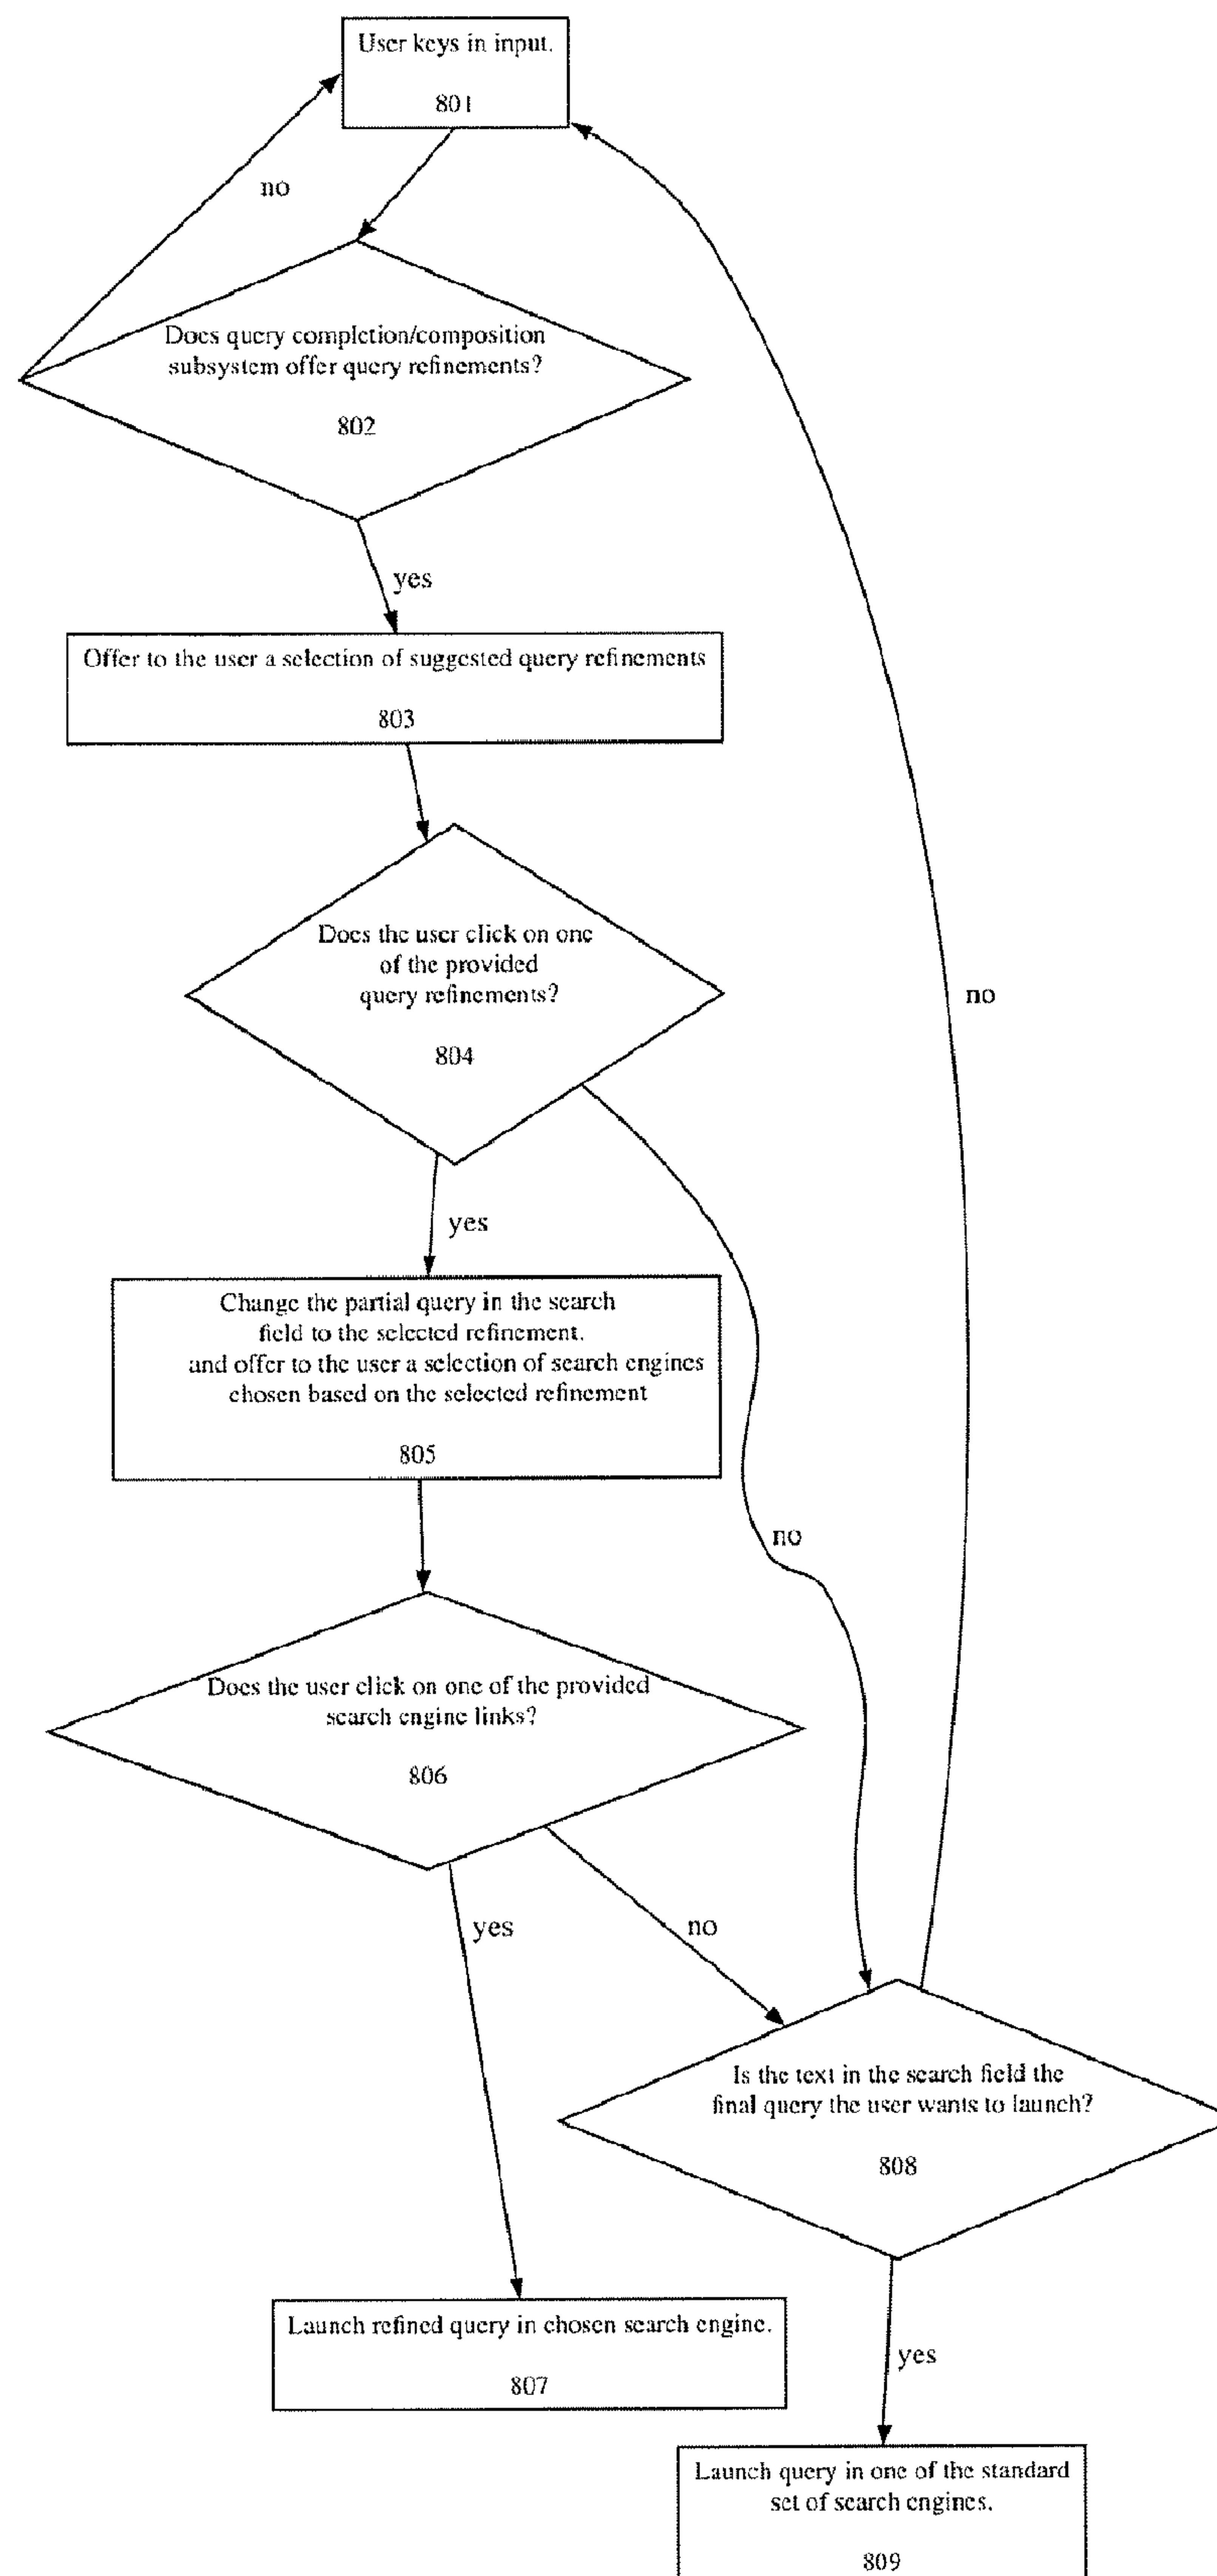 User keys in input.
801
no
Does query completion/composition
subsystem offer query refinements?
802
yes
Offer to the user a selection of suggested query refinements
803
Does the user click on one
of the provided
query refinements?
804
no
yes
Change the partial query in the search
field to the selected refinement.
and offer to the user a selection of search engines
chosen based on the selected refinement
805
no
Does the user click on one of the provided
search engine links?
806
yes
no
Is the text in the search field the
final query the user wants to launch?
808
Launch refined query in chosen search engine.
807
yes
Launch query in one of the standard
set of search engines.
809